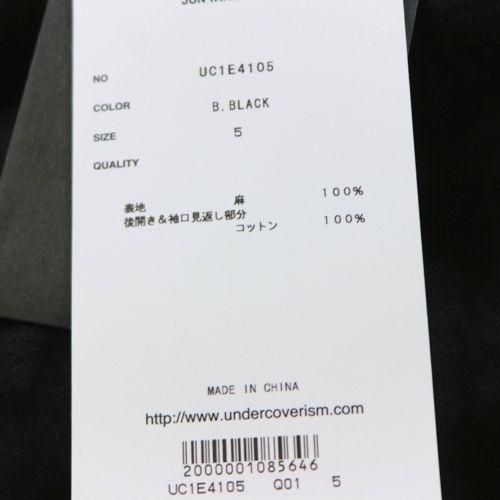 NO UC1E4105
COLOR B.BLACK
SIZE 5
QUALITY
表地 麻 100%
後開き&袖口見返し部分
コットン 100%
MADE IN CHINA
http://www.undercoverism.com
2000001085646
UC1E4105 Q01 5